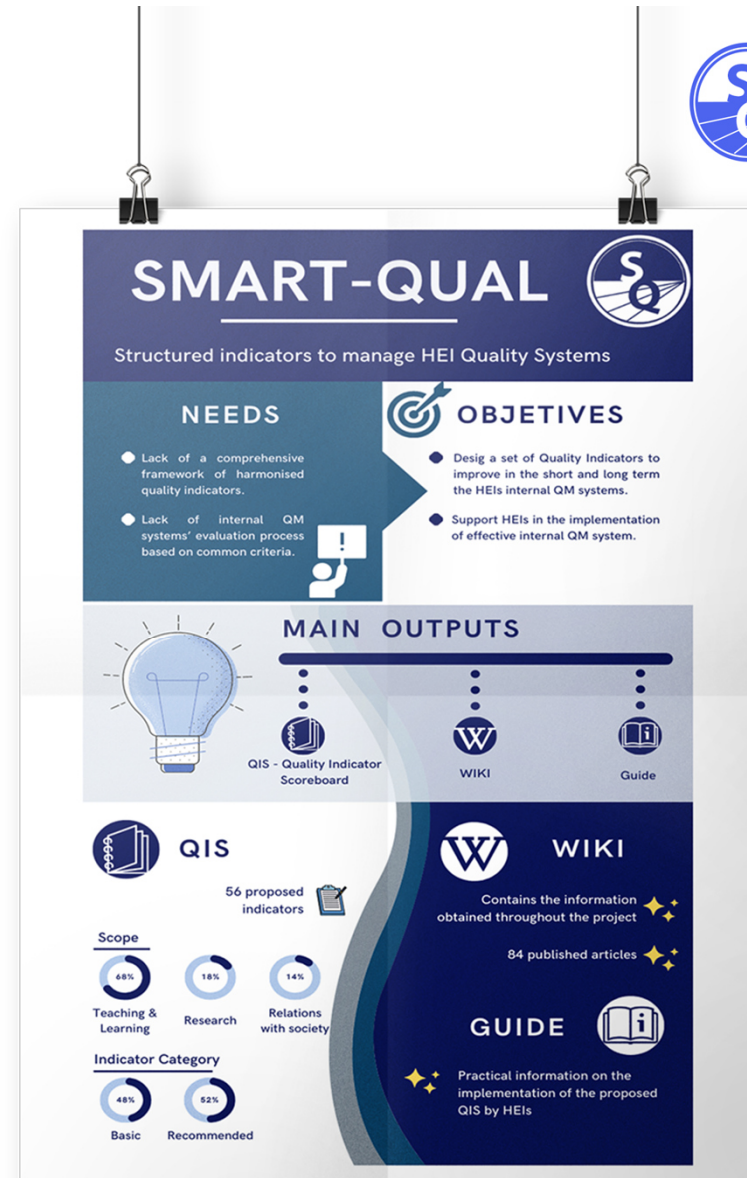 S
SMART-QUAL
S
Q
Structured indicators to manage HEI Quality Systems
NEEDS
Lack of a comprehensive
framework of harmonised
quality indicators.
Lack of internal QM
systems' evaluation process
based on common criteria.
!
OBJETIVES
Desig a set of Quality Indicators to
improve in the short and long term
the HEIs internal QM systems.
Support HEIs in the implementation
of effective internal QM system.
MAIN OUTPUTS
QIS - Quality Indicator
Scoreboard
W
WIKI
i
Guide
QIS
56 proposed
indicators
Scope
68%
18%
14%
Teaching &
Learning
Research
Relations
with society
Indicator Category
48%
52%
Basic
Recommended
W
WIKI
Contains the information
obtained throughout the project
84 published articles
GUIDE
i
Practical information on the
implementation of the proposed
QIS by HEIs